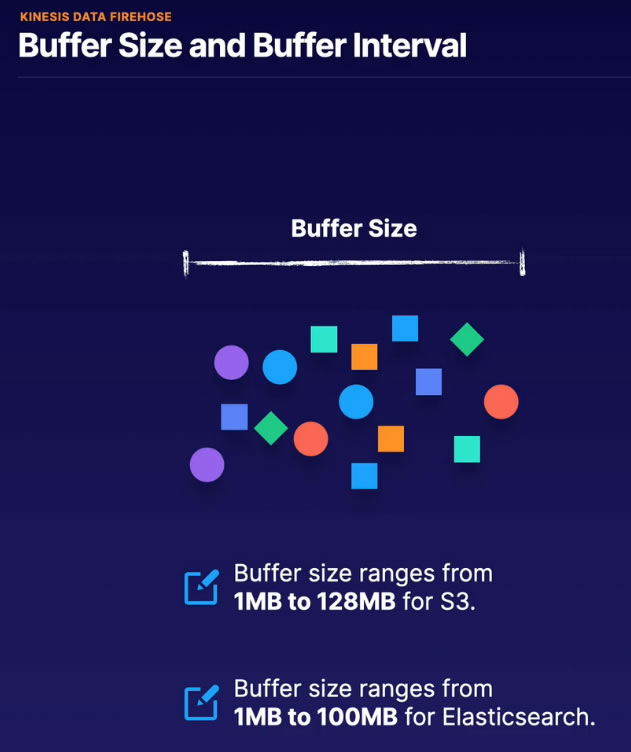 KINESIS DATA FIREHOSE
Buffer Size and Buffer Interval
Buffer Size
Buffer size ranges from
1MB to 128MB for S3.
Buffer size ranges from
1MB to 100MB for Elasticsearch.